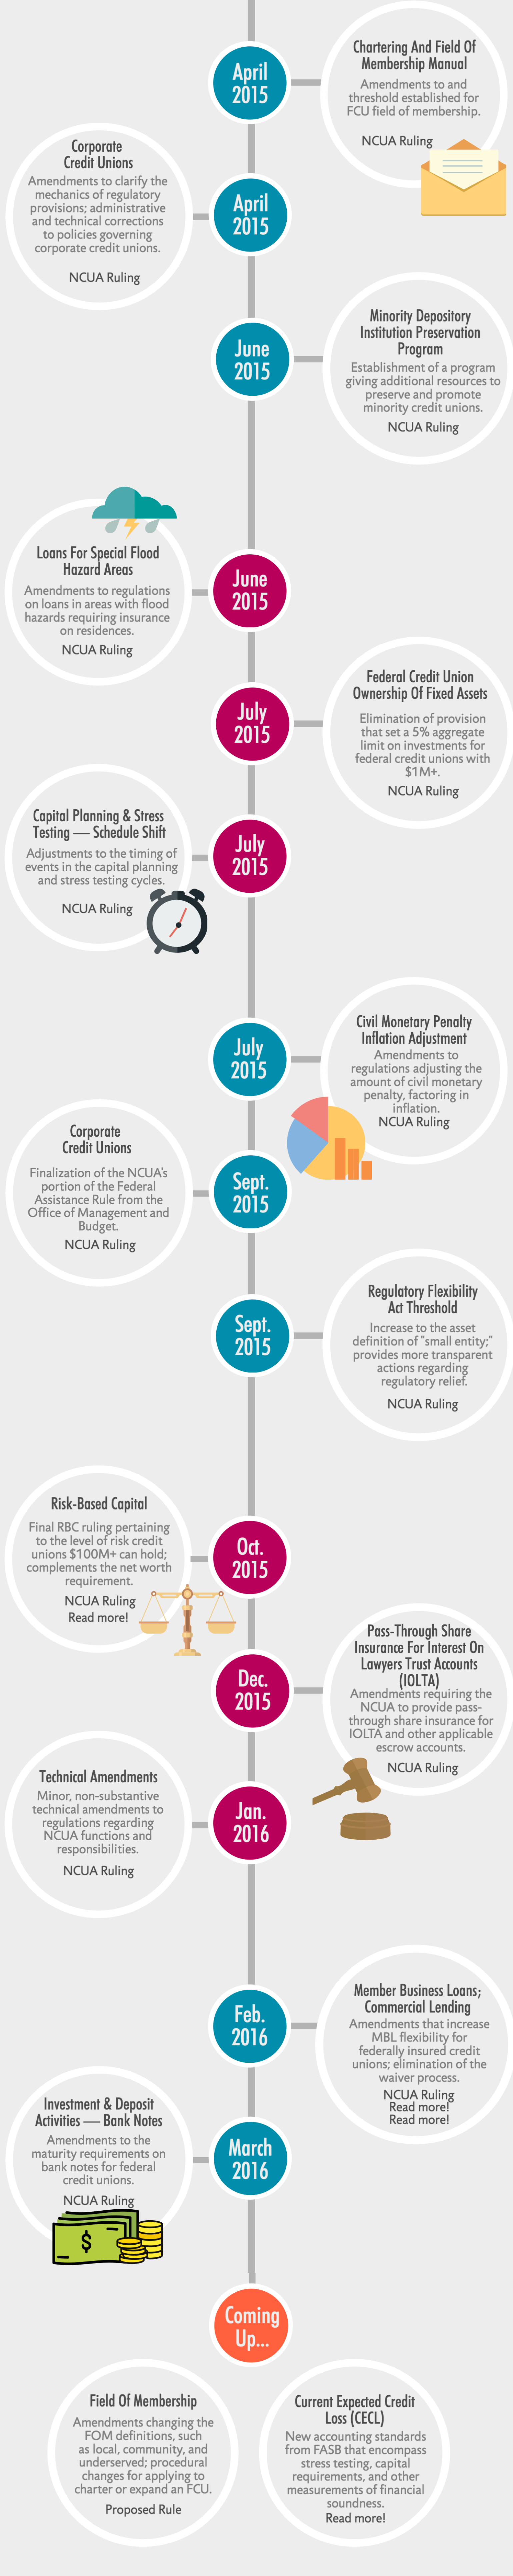 April
2015
Chartering And Field Of
Membership Manual
Amendments to and
threshold established for
FCU field of membership.
NCUA Ruling
Corporate
Credit Unions
Amendments to clarify the
mechanics of regulatory
provisions; administrative
and technical corrections
to policies governing
corporate credit unions.
NCUA Ruling
April
2015
June
2015
Minority Depository
Institution Preservation
Program
Establishment of a program
giving additional resources to
preserve and promote
minority credit unions.
NCUA Ruling
Loans For Special Flood
Hazard Areas
Amendments to regulations
on loans in areas with flood
hazards requiring insurance
on residences.
NCUA Ruling
June
2015
July
2015
Federal Credit Union
Ownership Of Fixed Assets
Elimination of provision
that set a 5% aggregate
limit on investments for
federal credit unions with
$1M+.
NCUA Ruling
Capital Planning & Stress
Testing — Schedule Shift
Adjustments to the timing of
events in the capital planning
and stress testing cycles.
NCUA Ruling
July
2015
July
2015
Civil Monetary Penalty
Inflation Adjustment
Amendments to
regulations adjusting the
amount of civil monetary
penalty, factoring in
inflation.
NCUA Ruling
Corporate
Credit Unions
Finalization of the NCUA's
portion of the Federal
Assistance Rule from the
Office of Management and
Budget.
NCUA Ruling
Sept.
2015
Sept.
2015
Regulatory Flexibility
Act Threshold
Increase to the asset
definition of "small entity;"
provides more transparent
actions regarding
regulatory relief.
NCUA Ruling
Risk-Based Capital
Final RBC ruling pertaining
to the level of risk credit
unions $100M+ can hold;
complements the net worth
requirement.
NCUA Ruling
Read more!
Oct.
2015
Dec.
2015
Pass-Through Share
Insurance For Interest On
Lawyers Trust Accounts
(IOLTA)
Amendments requiring the
NCUA to provide pass-
through share insurance for
IOLTA and other applicable
escrow accounts.
NCUA Ruling
Technical Amendments
Minor, non-substantive
technical amendments to
regulations regarding
NCUA functions and
responsibilities.
NCUA Ruling
Jan.
2016
Feb.
2016
Member Business Loans;
Commercial Lending
Amendments that increase
MBL flexibility for
federally insured credit
unions; elimination of the
waiver process.
NCUA Ruling
Read more!
Read more!
Investment & Deposit
Activities — Bank Notes
Amendments to the
maturity requirements on
bank notes for federal
credit unions.
NCUA Ruling
$
March
2016
Coming
Up...
Field Of Membership
Amendments changing the
FOM definitions, such
as local, community, and
underserved; procedural
changes for applying to
charter or expand an FCU.
Proposed Rule
Current Expected Credit
Loss (CECL)
New accounting standards
from FASB that encompass
stress testing, capital
requirements, and other
measurements of financial
soundness.
Read more!